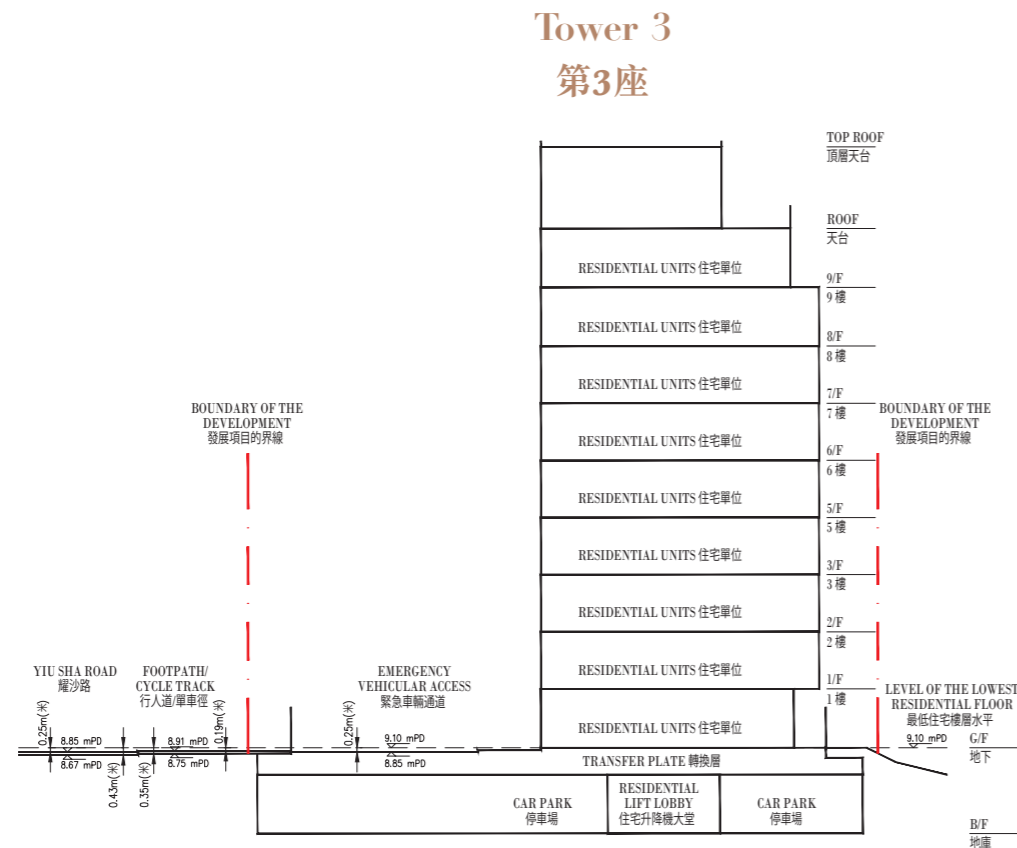 Tower 3
第3座
TOP ROOF
頂層天台
ROOF
天台
RESIDENTIAL UNITS 住宅單位
9/F
9 樓
RESIDENTIAL UNITS 住宅單位
8/F
8 樓
RESIDENTIAL UNITS 住宅單位
7/F
7 樓
BOUNDARY OF THE
DEVELOPMENT
發展項目的界線
BOUNDARY OF THE
DEVELOPMENT
發展項目的界線
RESIDENTIAL UNITS 住宅單位
6/F
6 樓
RESIDENTIAL UNITS 住宅單位
5/F
5 樓
RESIDENTIAL UNITS 住宅單位
3/F
3 樓
RESIDENTIAL UNITS 住宅單位
2/F
2 樓
RESIDENTIAL UNITS 住宅單位
1/F
1 樓
YIU SHA ROAD
耀沙路
FOOTPATH/
CYCLE TRACK
行人道/單車徑
EMERGENCY
VEHICULAR ACCESS
緊急車輛通道
LEVEL OF THE LOWEST
RESIDENTIAL FLOOR
最低住宅樓層水平
RESIDENTIAL UNITS 住宅單位
0.25m(米)
8.85 mPD
8.67 mPD
0.43m(米)
0.35m(米)
8.91 mPD
8.75 mPD
0.19m(米)
0.25m(米)
9.10 mPD
8.85 mPD
9.10 mPD
G/F
地下
TRANSFER PLATE 轉換層
CAR PARK
停車場
RESIDENTIAL
LIFT LOBBY
住宅升降機大堂
CAR PARK
停車場
B/F
地庫